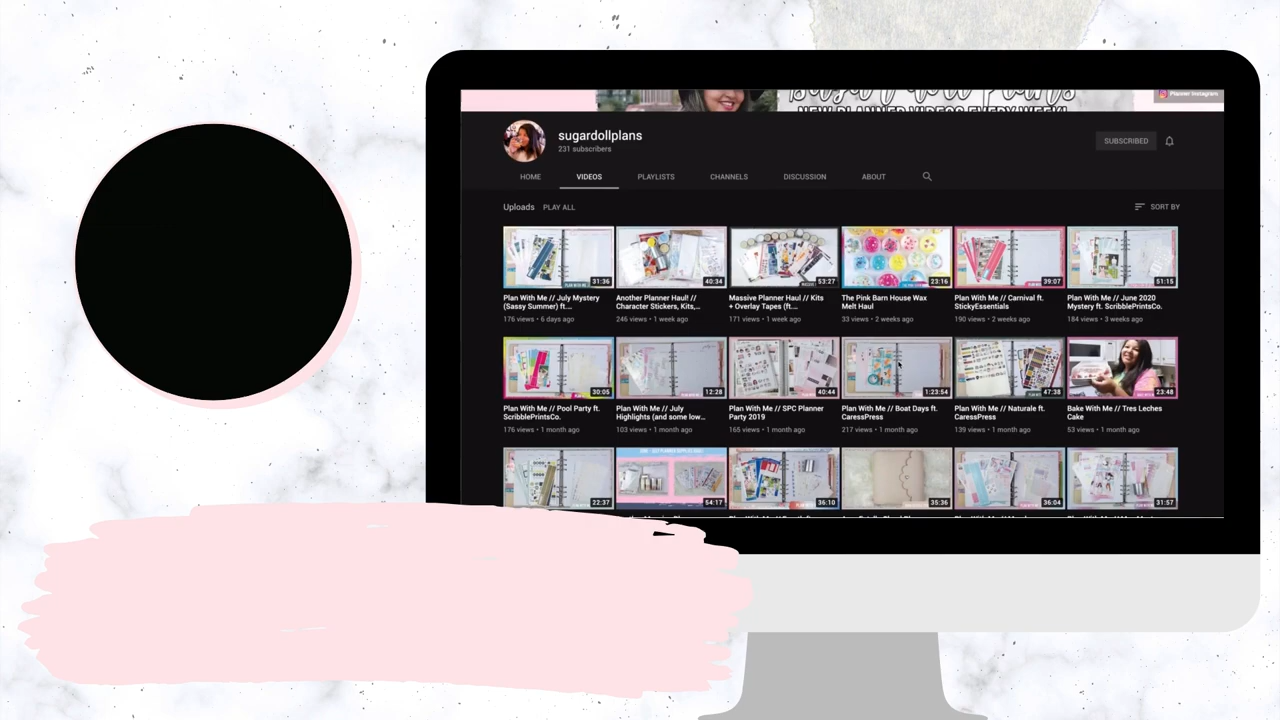 Planner Instagram
NEW PLANNER VIDEOS EVERY WEEK!
sugardollplans
231 subscribers
SUBSCRIBED
HOME VIDEOS PLAYLISTS CHANNELS DISCUSSION ABOUT
Uploads PLAY ALL SORT BY
31:36 40:34 53:27 23:16 39:07 51:15
Plan With Me // July Mystery Another Planner Haul! // Massive Planner Haul // Kits The Pink Barn House Wax Plan With Me // Carnival ft. Plan With Me // June 2020
(Sassy Summer) ft.… Character Stickers, Kits,… + Overlay Tapes (ft.… Melt Haul StickyEssentials Mystery ft. ScribblePrintsCo.
176 views • 6 days ago 246 views • 1 week ago 171 views • 1 week ago 33 views • 2 weeks ago 190 views • 2 weeks ago 184 views • 3 weeks ago
30:05 12:28 40:44 1:23:54 47:38 23:48
Plan With Me // Pool Party ft. Plan With Me // July Plan With Me // SPC Planner Plan With Me // Boat Days ft. Plan With Me // Naturale ft. Bake With Me // Tres Leches
ScribblePrintsCo. Highlights (and some low… Party 2019 CaressPress CaressPress Cake
176 views • 1 month ago 103 views • 1 month ago 165 views • 1 month ago 217 views • 1 month ago 139 views • 1 month ago 53 views • 1 month ago
22:37 54:17 36:10 35:36 36:04 31:57